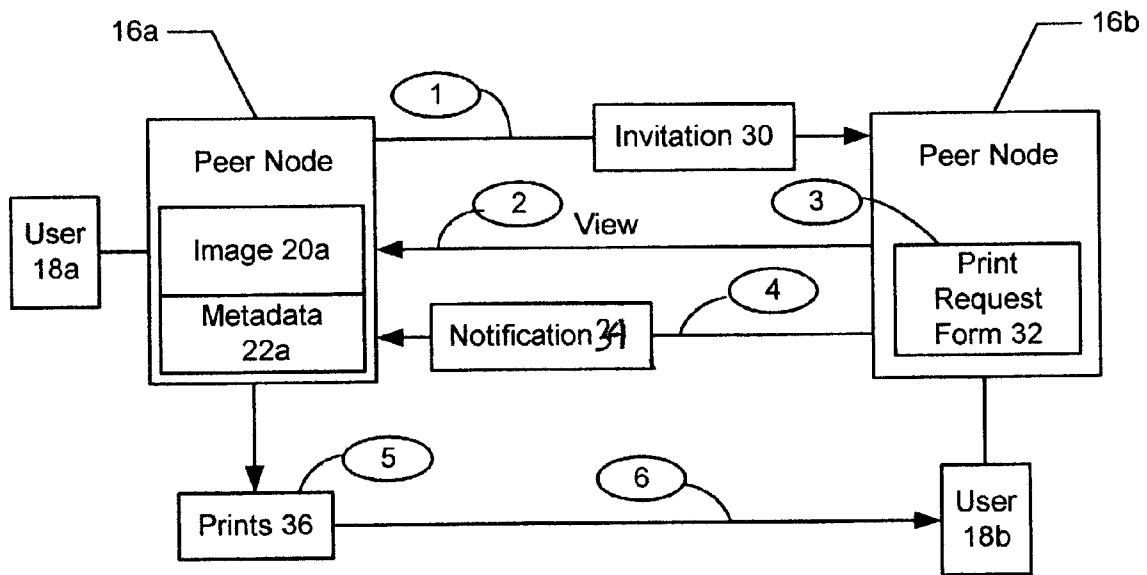 16a
16b
1
Invitation 30
Peer Node
Peer Node
2
View
3
User
18a
Image 20a
Metadata
22a
4
Notification 34
Print
Request
Form 32
5
6
Prints 36
User
18b